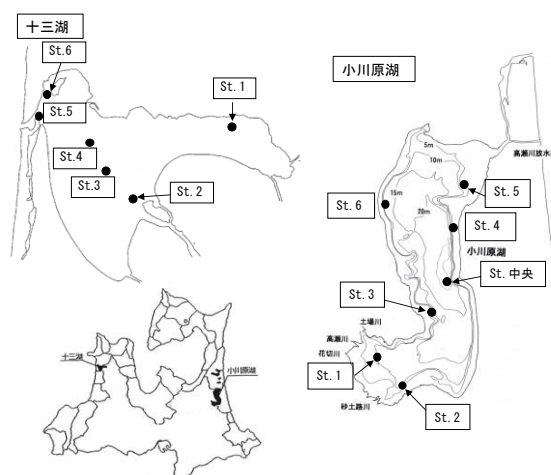 十三湖
St.6
St.1
St.5
St.4
St.3
St.2
十三湖
小川原湖
小川原湖
5m
10m
高瀬川放水
15m
20m
St.5
St.6
St.4
小川原湖
St.中央
St.3
土場川
高瀬川
花切川
St.1
砂土路川
St.2